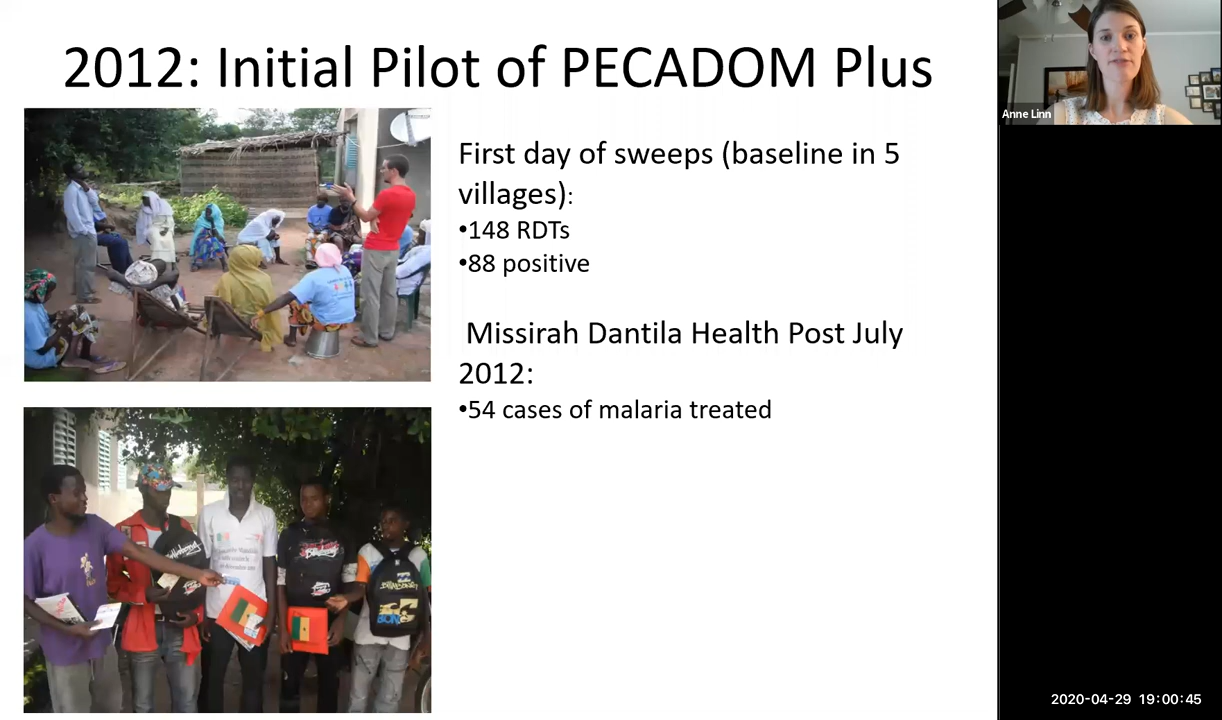 2012: Initial Pilot of PECADOM Plus
First day of sweeps (baseline in 5
villages):
•148 RDTs
•88 positive
Missirah Dantila Health Post July
2012:
•54 cases of malaria treated
Anne Linn
2020-04-29 19:00:45